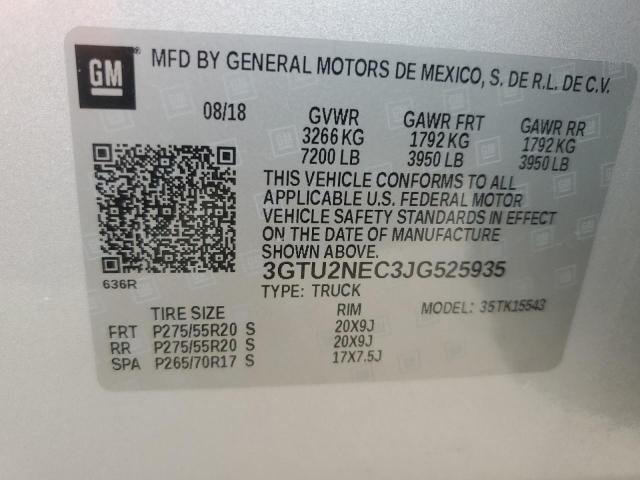 GM
MFD BY GENERAL MOTORS DE MEXICO, S. DE R.L. DE C.V.
08/18 GVWR GAWR FRT GAWR RR
3266 KG 1792 KG 1792 KG
7200 LB 3950 LB 3950 LB
THIS VEHICLE CONFORMS TO ALL
APPLICABLE U.S. FEDERAL MOTOR
VEHICLE SAFETY STANDARDS IN EFFECT
ON THE DATE OF MANUFACTURE
SHOWN ABOVE.
3GTU2NEC3JG525935
636R
TYPE: TRUCK MODEL: 35TK15543
TIRE SIZE RIM
FRT P275/55R20 S 20X9J
RR P275/55R20 S 20X9J
SPA P265/70R17 S 17X7.5J